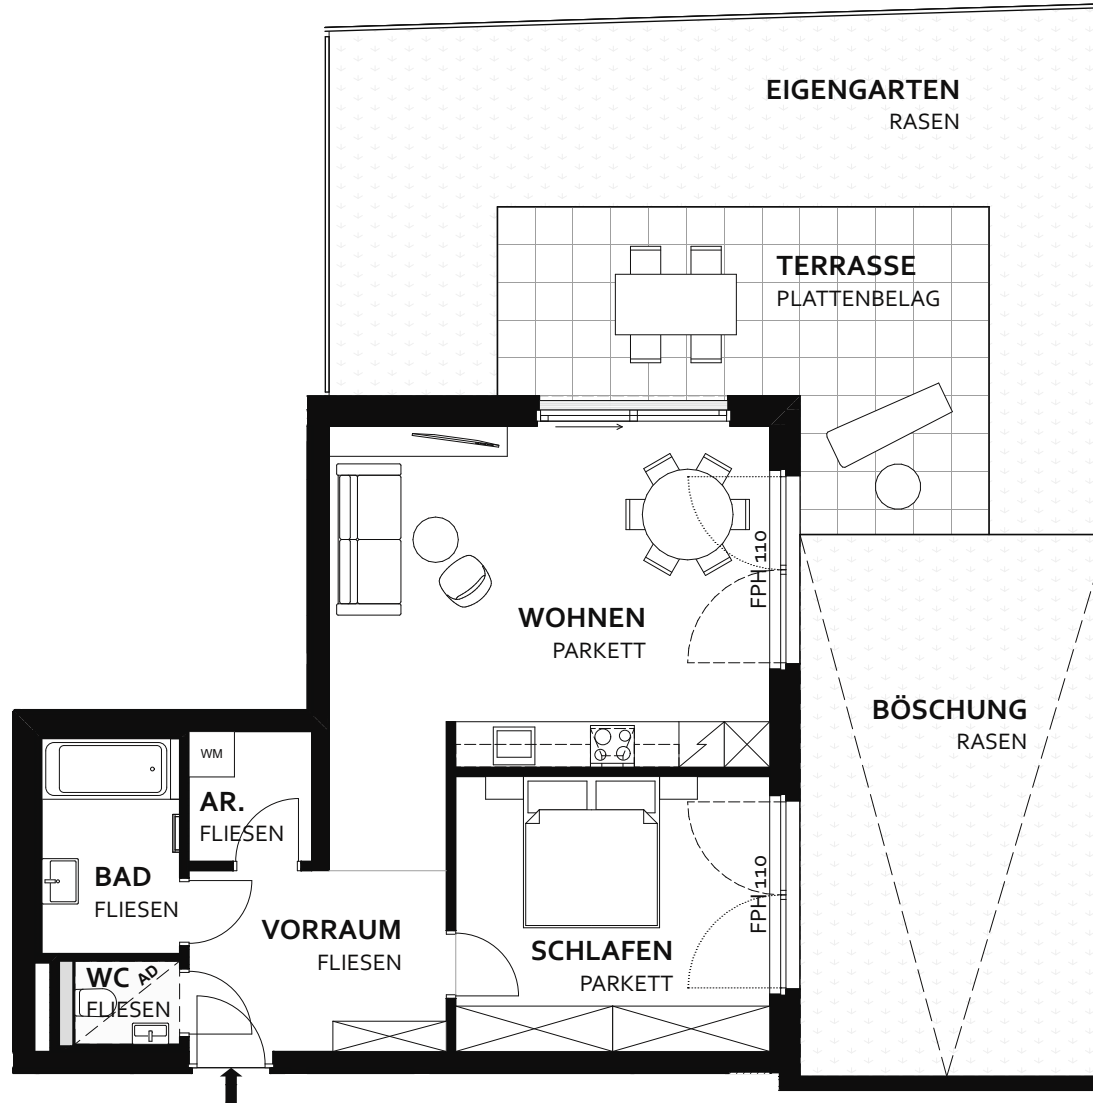 EIGENGARTEN
RASEN
TERRASSE
PLATTENBELAG
FPH 110
WOHNEN
PARKETT
BÖSCHUNG
RASEN
WM
AR.
FLIESEN
BAD
FLIESEN
VORRAUM
FLIESEN
FPH 110
SCHLAFEN
PARKETT
WC AD
FLIESEN